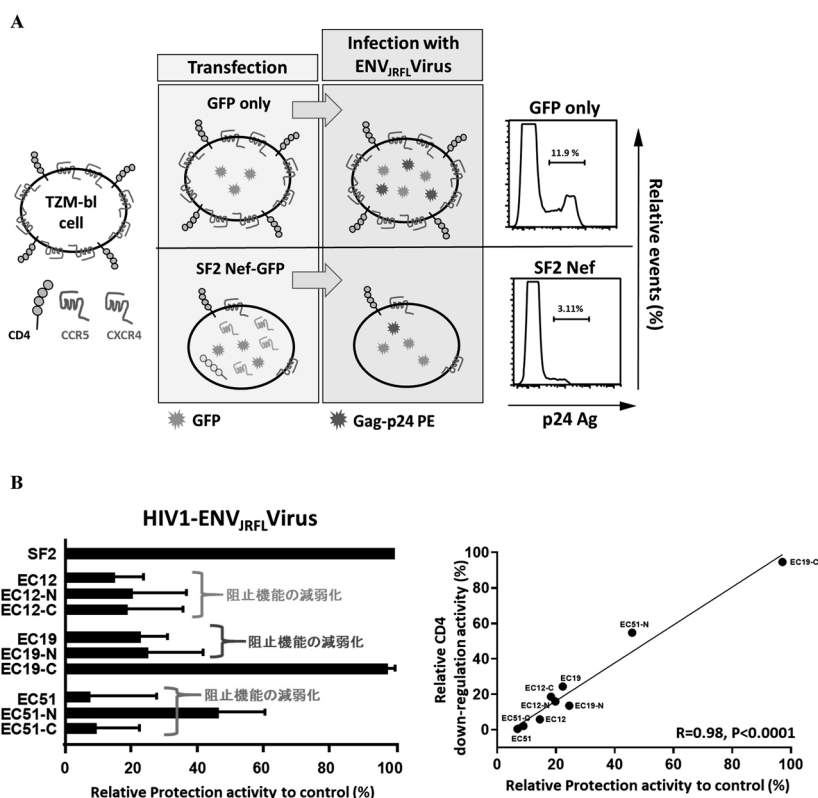 A
Transfection
Infection with
ENVJRFLVirus
GFP only
GFP only
11.9 %
TZM-bl
cell
CD4
CCR5
CXCR4
SF2 Nef-GFP
SF2 Nef
3.11%
Relative events (%)
GFP
Gag-p24 PE
p24 Ag
B
HIV1-ENVJRFLVirus
SF2
EC12
EC12-N
EC12-C
阻止機能の減弱化
EC19
EC19-N
EC19-C
阻止機能の減弱化
EC51
EC51-N
EC51-C
阻止機能の減弱化
0 20 40 60 80 100
Relative Protection activity to control (%)
Relative CD4
down-regulation activity (%)
100
80
60
40
20
0
EC19-C
EC51-N
EC19
EC12-C
EC12-N
EC19-N
EC12
EC51-C
EC51
R=0.98, P<0.0001
0 20 40 60 80 100
Relative Protection activity to control (%)